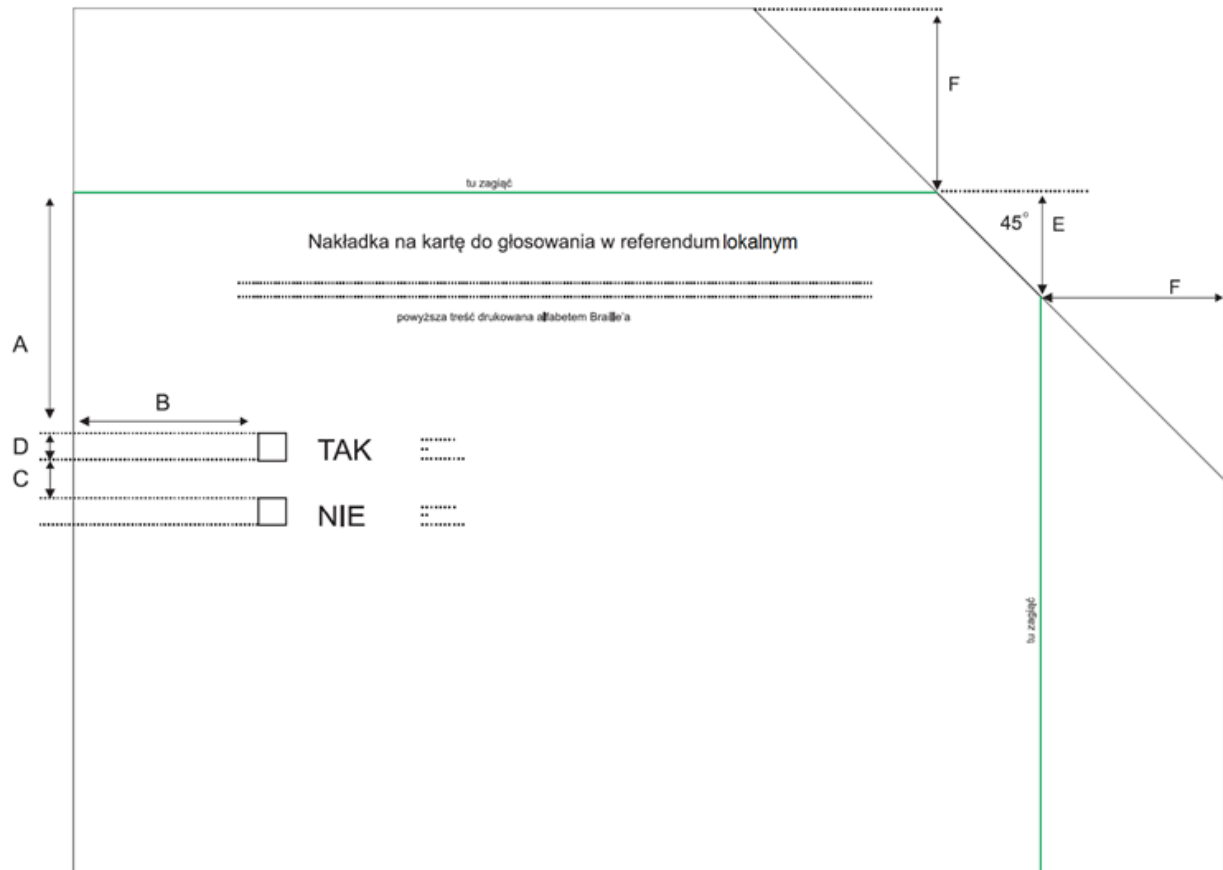 F
tu zagiąć
45° E
Nakładka na kartę do głosowania w referendum lokalnym
F
powyższa treść drukowana alfabetem Braille'a
A
B
D TAK
C
NIE
tu zagiąć